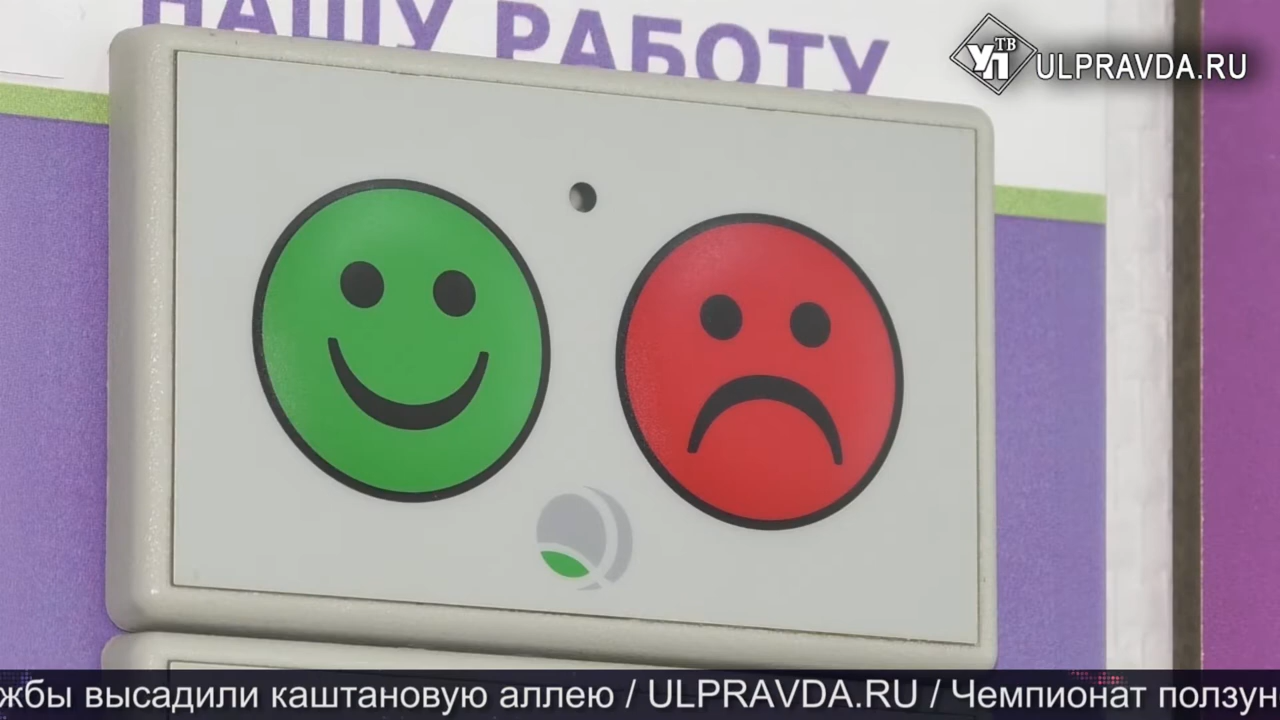 НАШУ РАБОТУ
УП ТВ ULPRAVDA.RU
жбы высадили каштановую аллею / ULPRAVDA.RU / Чемпионат ползун